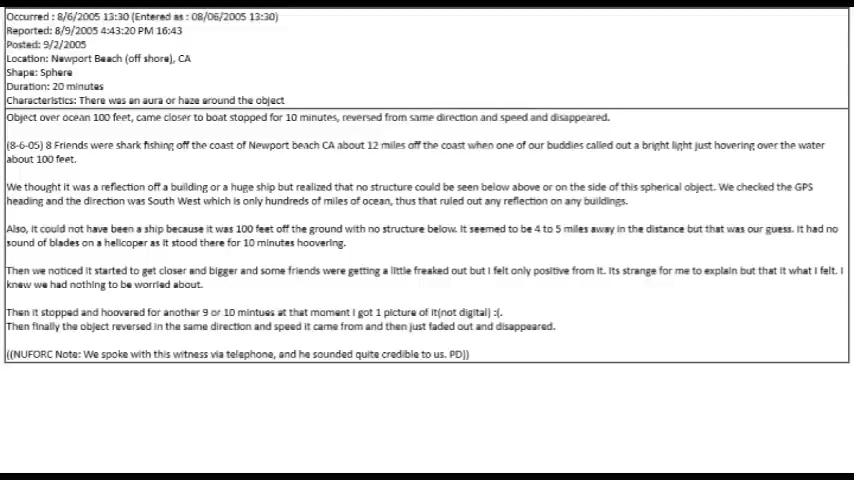 Occurred : 8/6/2005 13:30 (Entered as : 08/06/2005 13:30)
Reported: 8/9/2005 4:43:20 PM 16:43
Posted: 9/2/2005
Location: Newport Beach (off shore), CA
Shape: Sphere
Duration: 20 minutes
Characteristics: There was an aura or haze around the object
Object over ocean 100 feet, came closer to boat stopped for 10 minutes, reversed from same direction and speed and disappeared.
(8-6-05) 8 Friends were shark fishing off the coast of Newport beach CA about 12 miles off the coast when one of our buddies called out a bright light just hovering over the water
about 100 feet.
We thought it was a reflection off a building or a huge ship but realized that no structure could be seen below above or on the side of this spherical object. We checked the GPS
heading and the direction was South West which is only hundreds of miles of ocean, thus that ruled out any reflection on any buildings.
Also, it could not have been a ship because it was 100 feet off the ground with no structure below. It seemed to be 4 to 5 miles away in the distance but that was our guess. It had no
sound of blades on a helicoper as it stood there for 10 minutes hoovering.
Then we noticed it started to get closer and bigger and some friends were getting a little freaked out but I felt only positive from it. Its strange for me to explain but that it what I felt. I
knew we had nothing to be worried about.
Then it stopped and hoovered for another 9 or 10 mintues at that moment I got 1 picture of it(not digital) :(.
Then finally the object reversed in the same direction and speed it came from and then just faded out and disappeared.
((NUFORC Note: We spoke with this witness via telephone, and he sounded quite credible to us. PD))